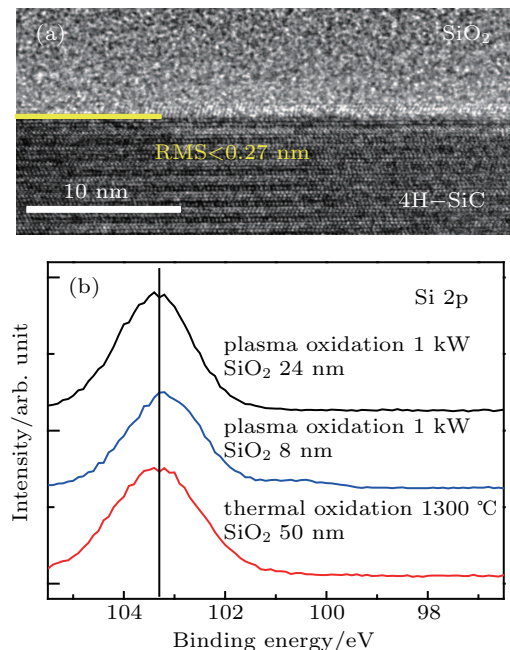 (a)
SiO₂
RMS<0.27 nm
10 nm
4H−SiC
(b)
Si 2p
plasma oxidation 1 kW
SiO₂ 24 nm
plasma oxidation 1 kW
SiO₂ 8 nm
thermal oxidation 1300 ℃
SiO₂ 50 nm
Intensity/arb. unit
104 102 100 98
Binding energy/eV